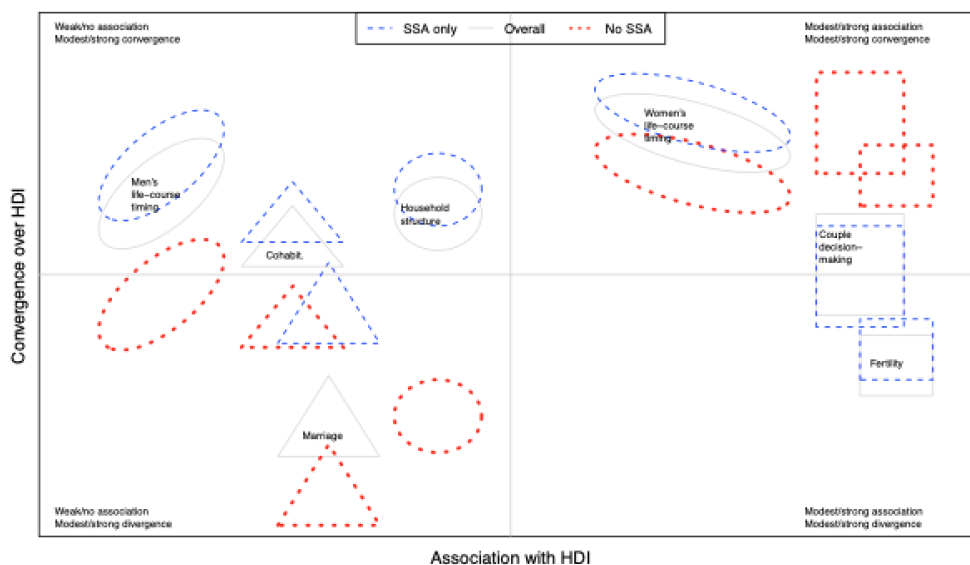 Weak/no association
Modest/strong convergence
SSA only
Overall
No SSA
Modest/strong association
Modest/strong convergence
Women's
life–course
timing
Men's
life–course
timing
Household
structure
Cohabit.
Couple
decision–
making
Fertility
Marriage
Weak/no association
Modest/strong divergence
Modest/strong association
Modest/strong divergence
Convergence over HDI
Association with HDI